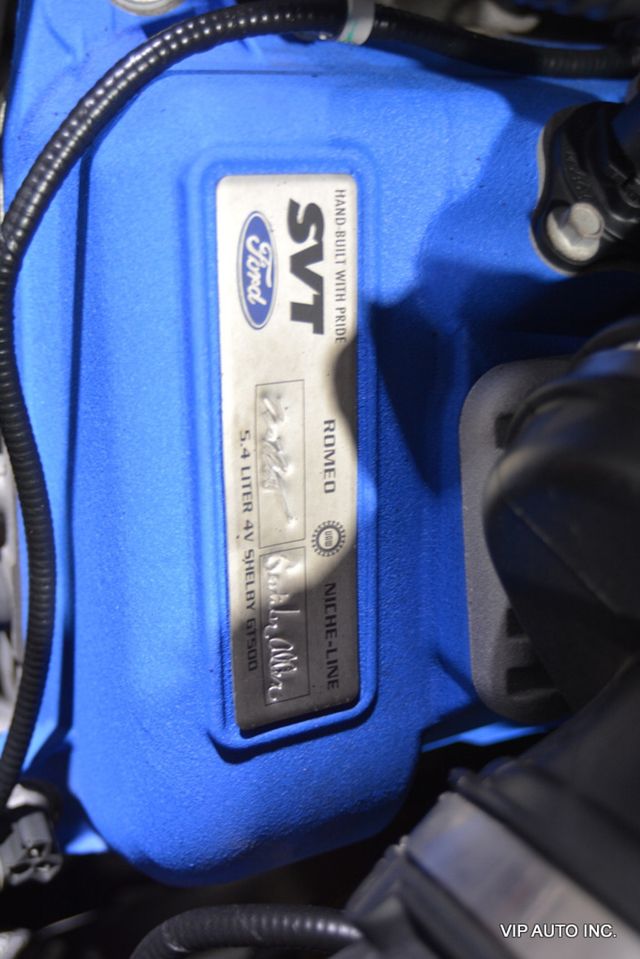 HAND-BUILT WITH PRIDE
SVT
Ford
ROMEO
NICHE-LINE
5.4 LITER 4V SHELBY GT500
VIP AUTO INC.